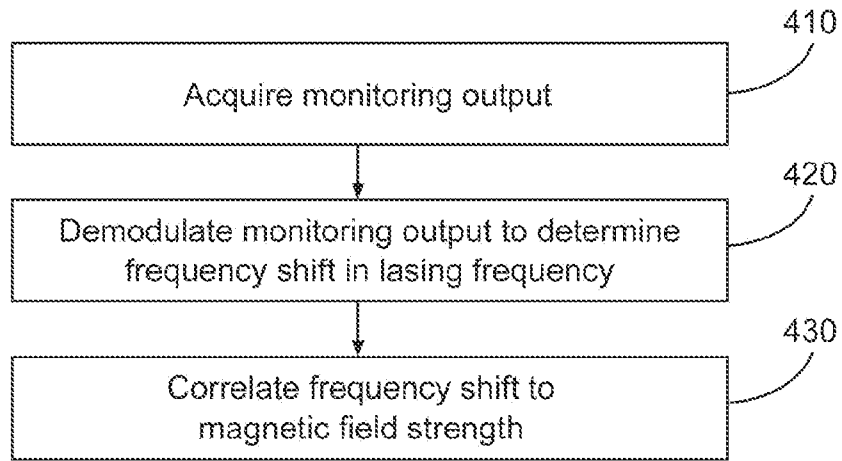 410
Acquire monitoring output
420
Demodulate monitoring output to determine
frequency shift in lasing frequency
430
Correlate frequency shift to
magnetic field strength